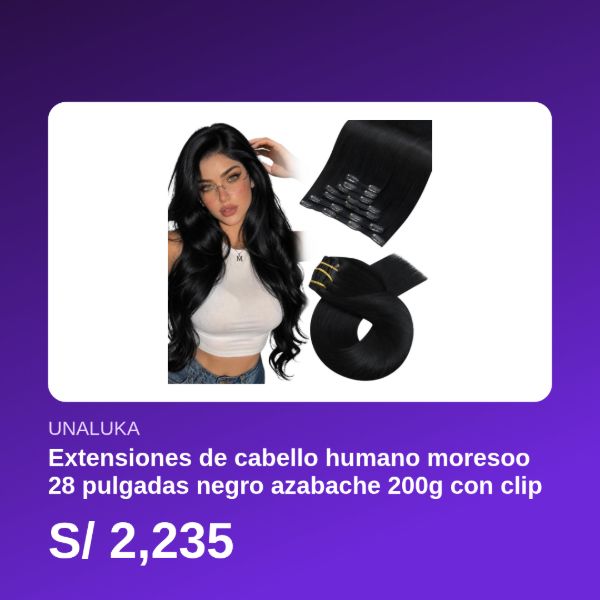 UNALUKA
Extensiones de cabello humano moresoo
28 pulgadas negro azabache 200g con clip
S/ 2,235